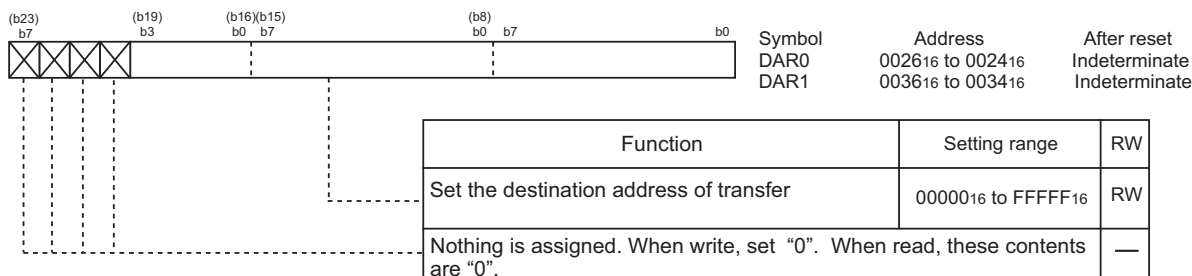 (b23) (b19) (b16)(b15) (b8)
b7 b3 b0 b7 b0 b7 b0
Symbol Address After reset
DAR0 002616 to 002416 Indeterminate
DAR1 003616 to 003416 Indeterminate
Function Setting range RW
Set the destination address of transfer 0000016 to FFFFF16 RW
Nothing is assigned. When write, set “0”. When read, these contents —
are “0”.